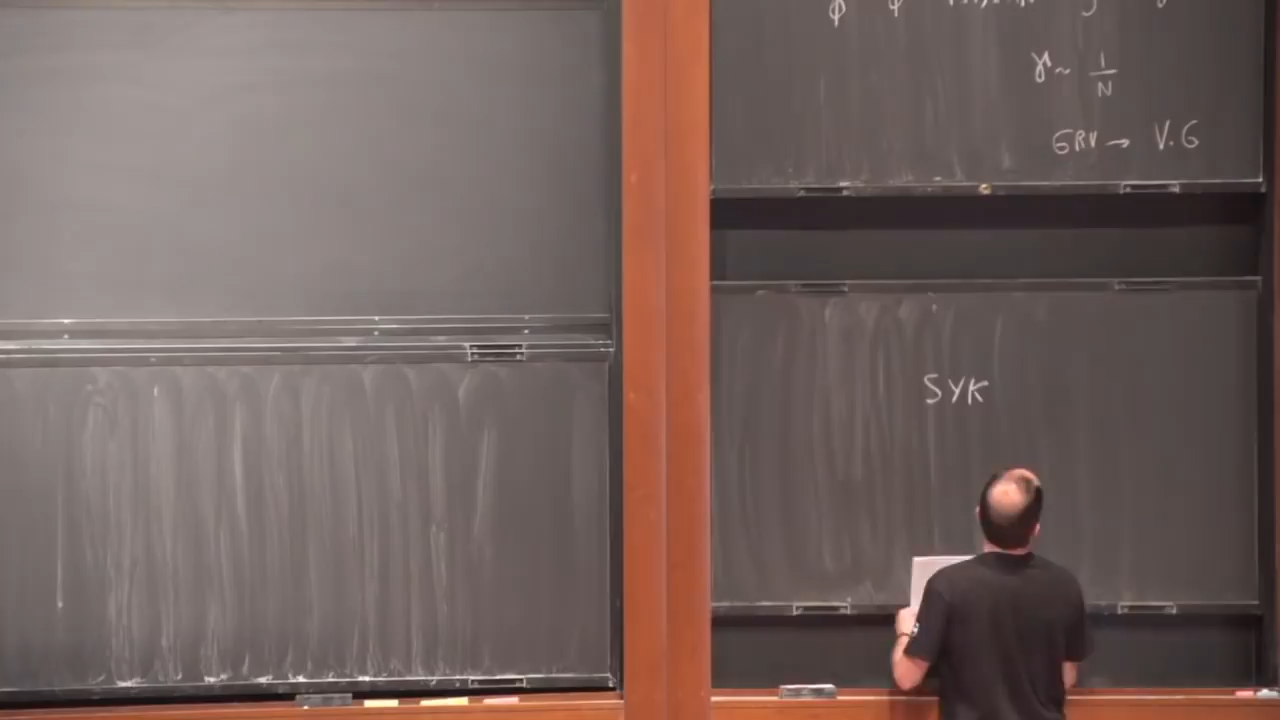 γ ~ 1/N
GRV → V.G
SYK